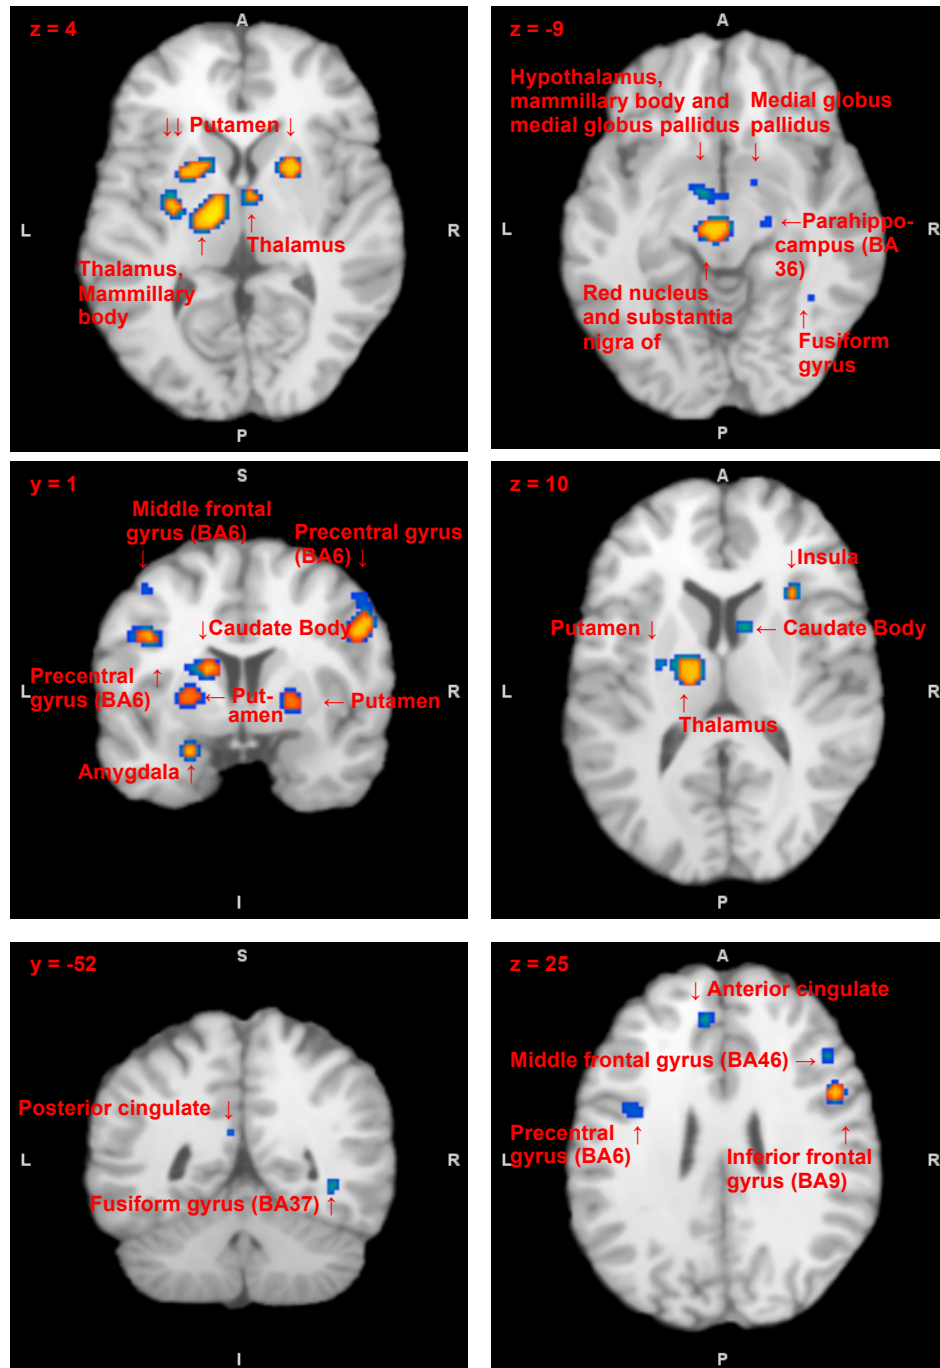 z = 4
A
↓↓ Putamen ↓
L
R
↑
Thalamus
↑
Thalamus,
Mammillary
body
P
z = -9
A
Hypothalamus,
mammillary body and
medial globus pallidus
↓
Medial globus
pallidus
↓
L
R
←Parahippo-
campus (BA
36)
↑
Red nucleus
and substantia
nigra of
↑
Fusiform
gyrus
P
y = 1
S
Middle frontal
gyrus (BA6)
↓
Precentral gyrus
(BA6) ↓
↓Caudate Body
Precentral ↑
gyrus (BA6)
L
R
← Put-
amen
← Putamen
Amygdala ↑
I
z = 10
A
↓Insula
Putamen ↓
← Caudate Body
L
R
↑
Thalamus
P
y = -52
S
Posterior cingulate ↓
L
R
Fusiform gyrus (BA37) ↑
I
z = 25
A
↓ Anterior cingulate
Middle frontal gyrus (BA46) →
Precentral ↑
gyrus (BA6)
L
R
↑
Inferior frontal
gyrus (BA9)
P